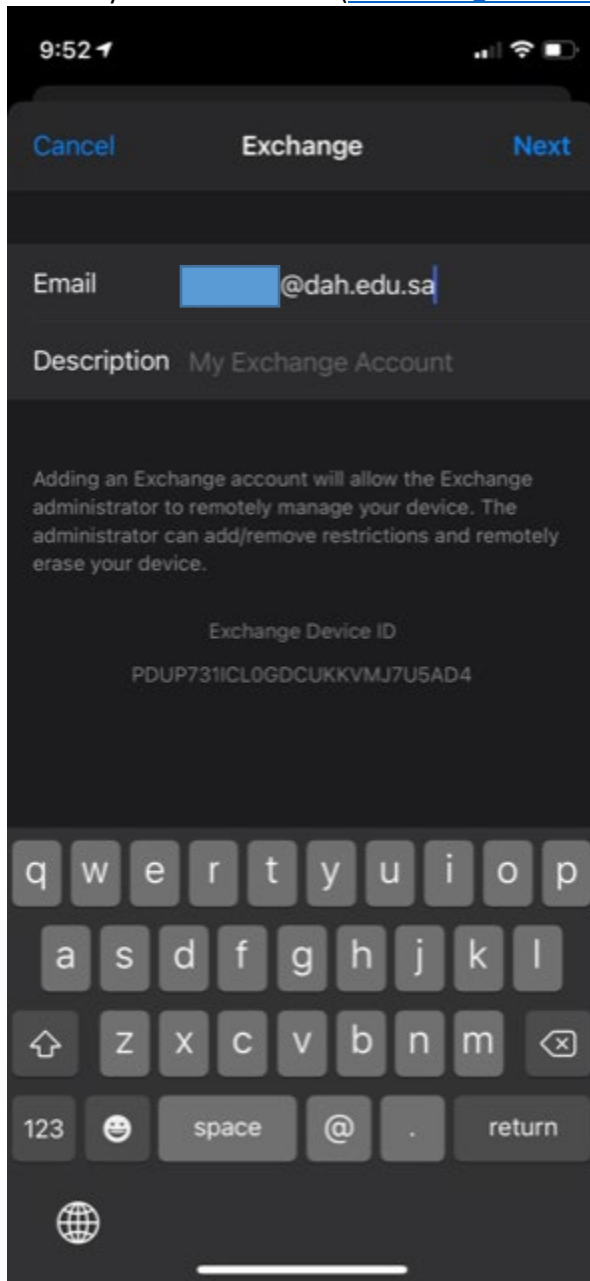 9:52
Cancel Exchange Next
Email @dah.edu.sa
Description My Exchange Account
Adding an Exchange account will allow the Exchange
administrator to remotely manage your device. The
administrator can add/remove restrictions and remotely
erase your device.
Exchange Device ID
PDUP731ICL0GDCUKKVMJ7U5AD4
q w e r t y u i o p
a s d f g h j k l
z x c v b n m
123 space @ . return